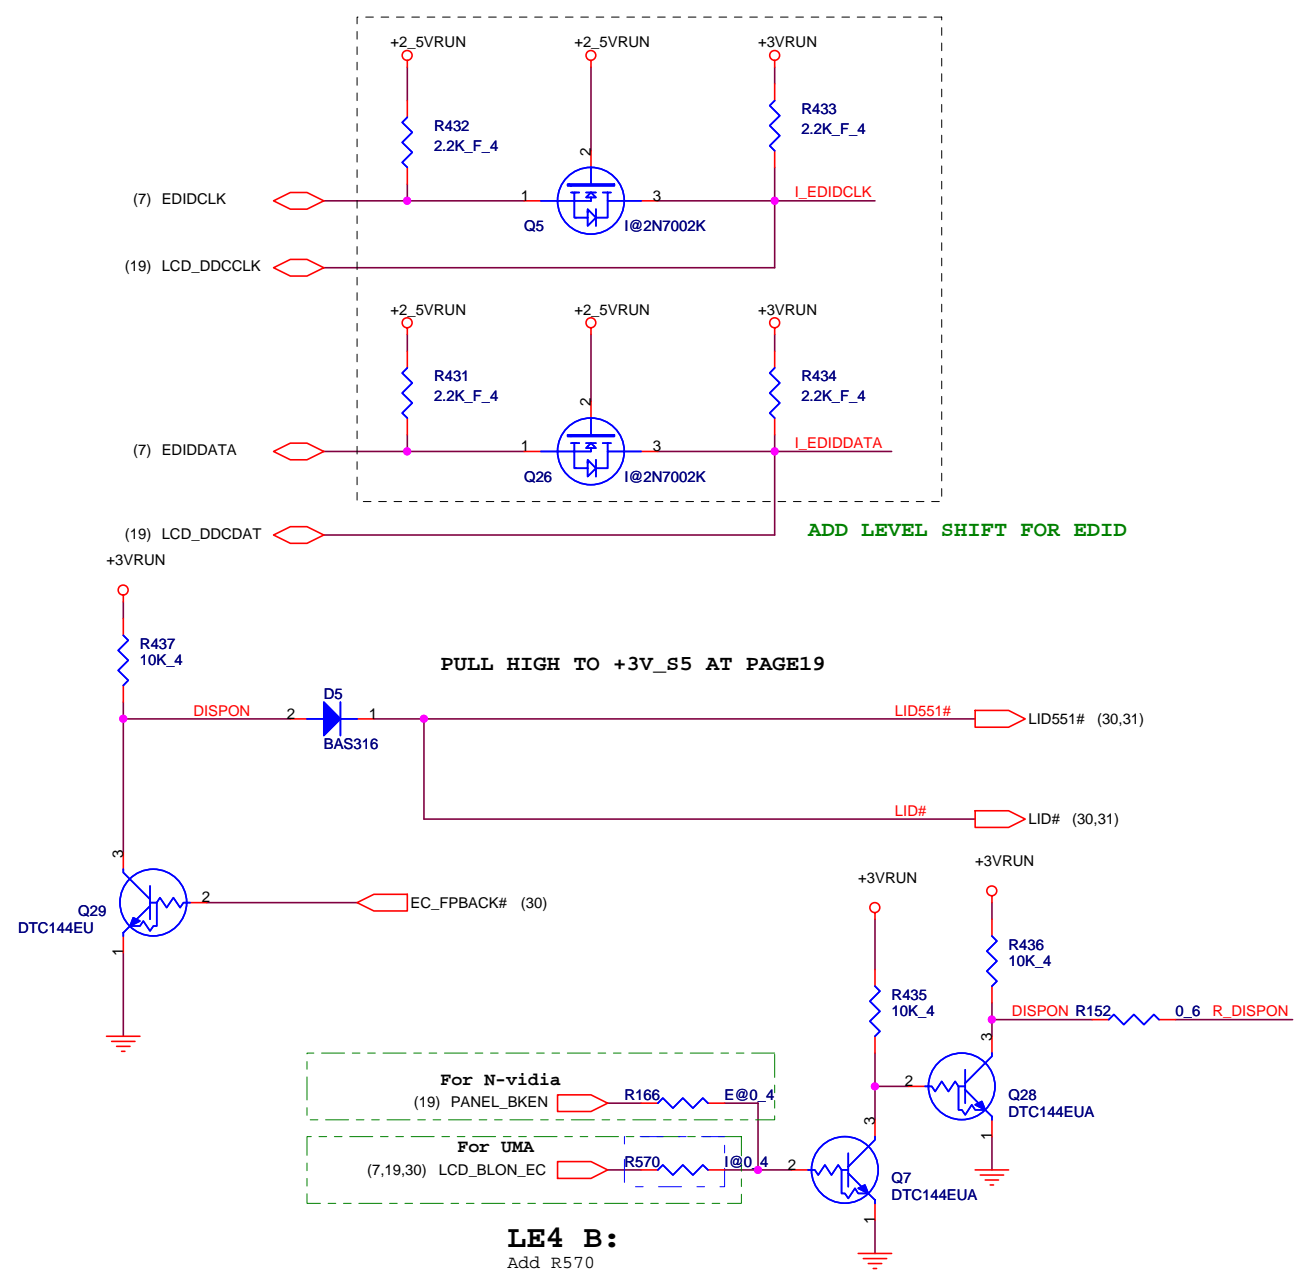 +2_5VRUN
+2_5VRUN
+3VRUN
R432
2.2K_F_4
R433
2.2K_F_4
2
(7) EDIDCLK
1
3
I_EDIDCLK
Q5
I@2N7002K
(19) LCD_DDCCLK
+2_5VRUN
+2_5VRUN
+3VRUN
R431
2.2K_F_4
R434
2.2K_F_4
2
(7) EDIDDATA
1
3
I_EDIDDATA
Q26
I@2N7002K
(19) LCD_DDCDAT
ADD LEVEL SHIFT FOR EDID
+3VRUN
R437
10K_4
PULL HIGH TO +3V_S5 AT PAGE19
DISPON
2
D5
1
BAS316
LID551#
LID551# (30,31)
LID#
LID# (30,31)
3
Q29
DTC144EU
2
EC_FPBACK# (30)
1
+3VRUN
+3VRUN
R436
10K_4
R435
10K_4
DISPON
R152
0_6
R_DISPON
3
2
Q28
DTC144EUA
1
For N-vidia
(19) PANEL_BKEN
R166
E@0_4
For UMA
(7,19,30) LCD_BLON_EC
R570
I@0_4
2
3
Q7
DTC144EUA
1
LE4 B:
Add R570